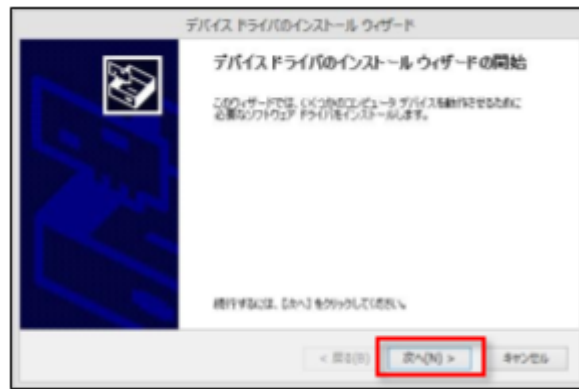 デバイス ドライバのインストール ウィザード
デバイス ドライバのインストール ウィザードの開始
このウィザードでは、いくつかのコンピュータ デバイスを動作させるために
必要なソフトウェア ドライバをインストールします。
続行するには、[次へ] をクリックしてください。
< 戻る(B)
次へ(N) >
キャンセル